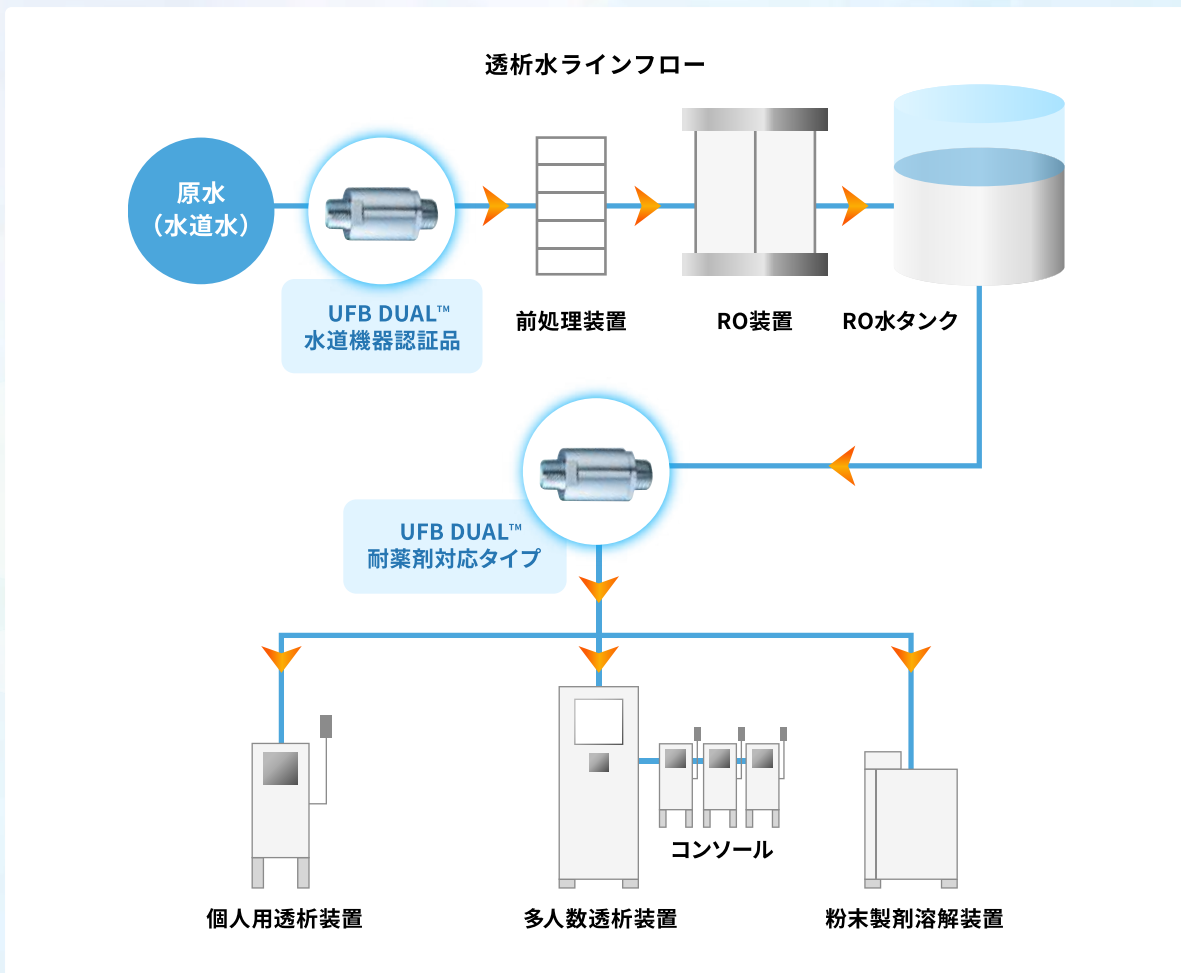 透析水ラインフロー
原水
（水道水）
UFB DUAL™
水道機器認証品
前処理装置
RO装置
RO水タンク
UFB DUAL™
耐薬剤対応タイプ
コンソール
個人用透析装置
多人数透析装置
粉末製剤溶解装置